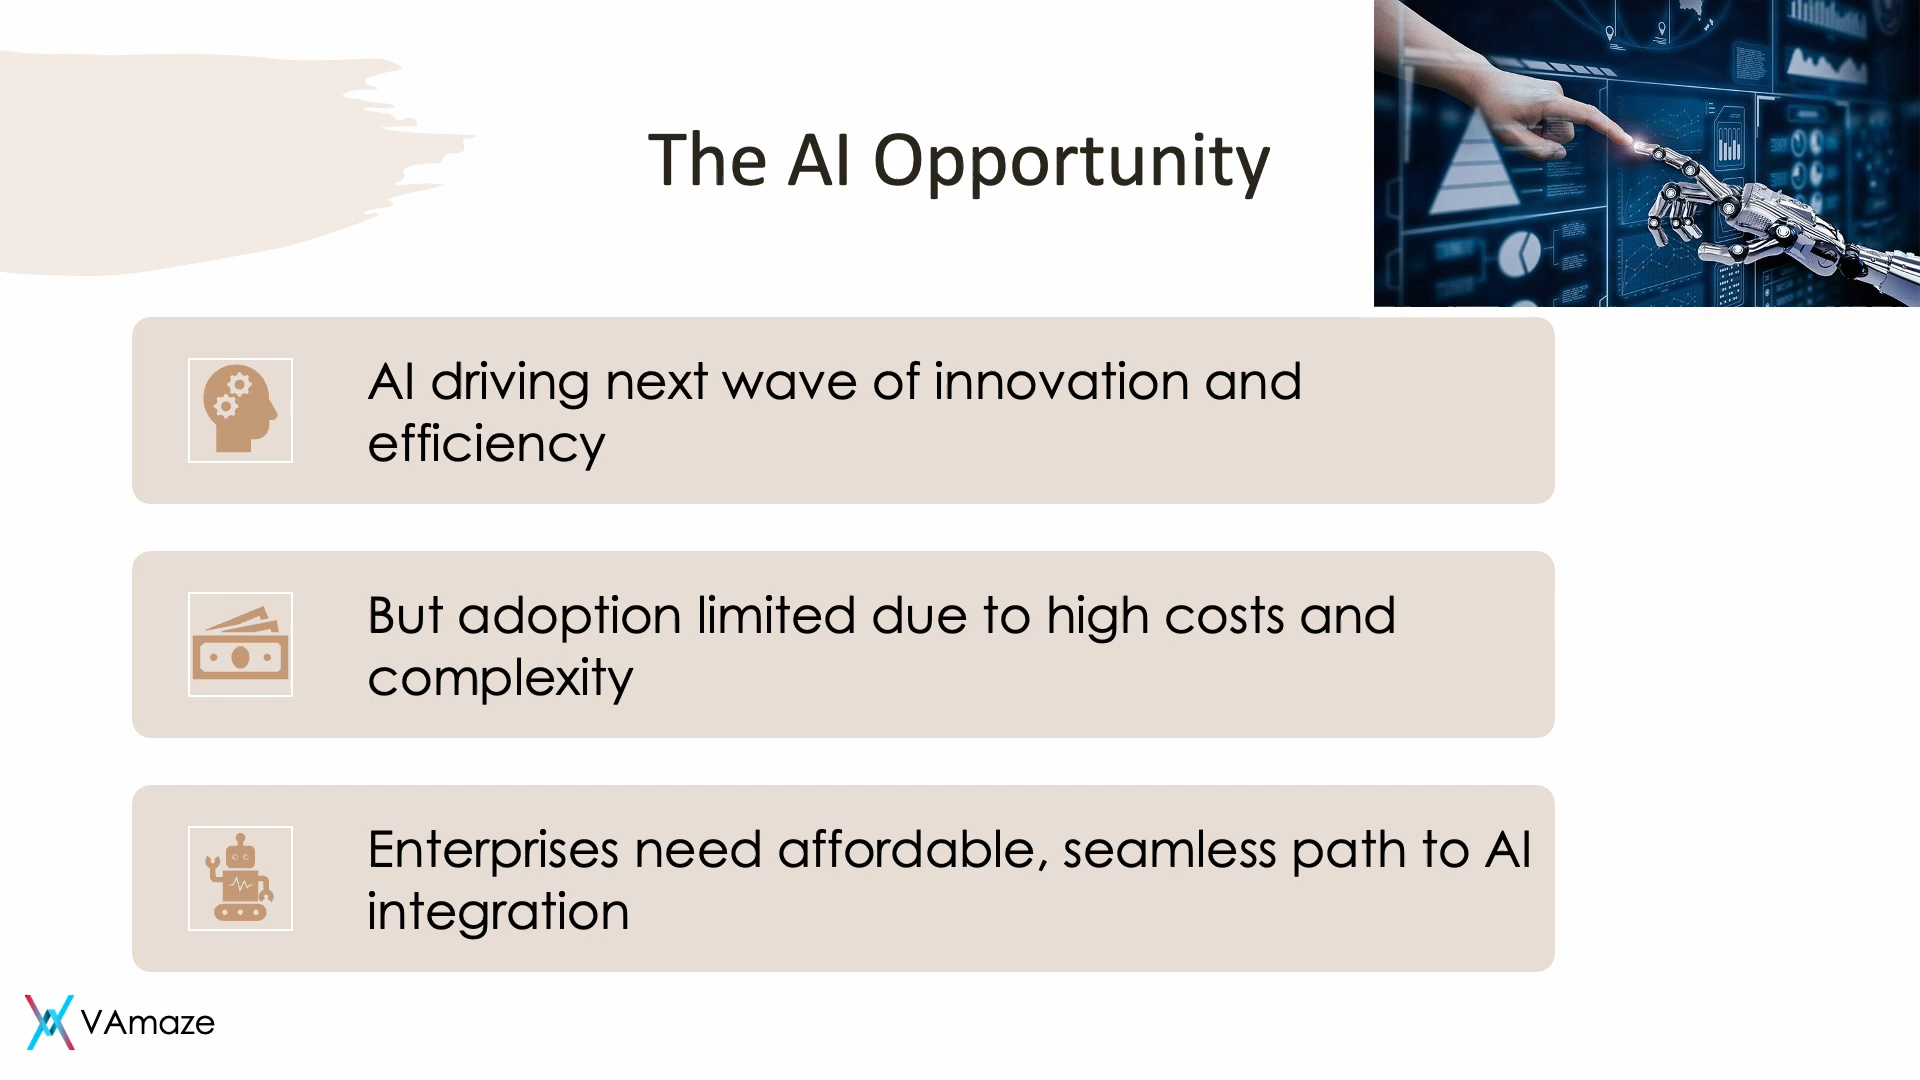 The AI Opportunity
AI driving next wave of innovation and
efficiency
But adoption limited due to high costs and
complexity
Enterprises need affordable, seamless path to AI
integration
VAmaze